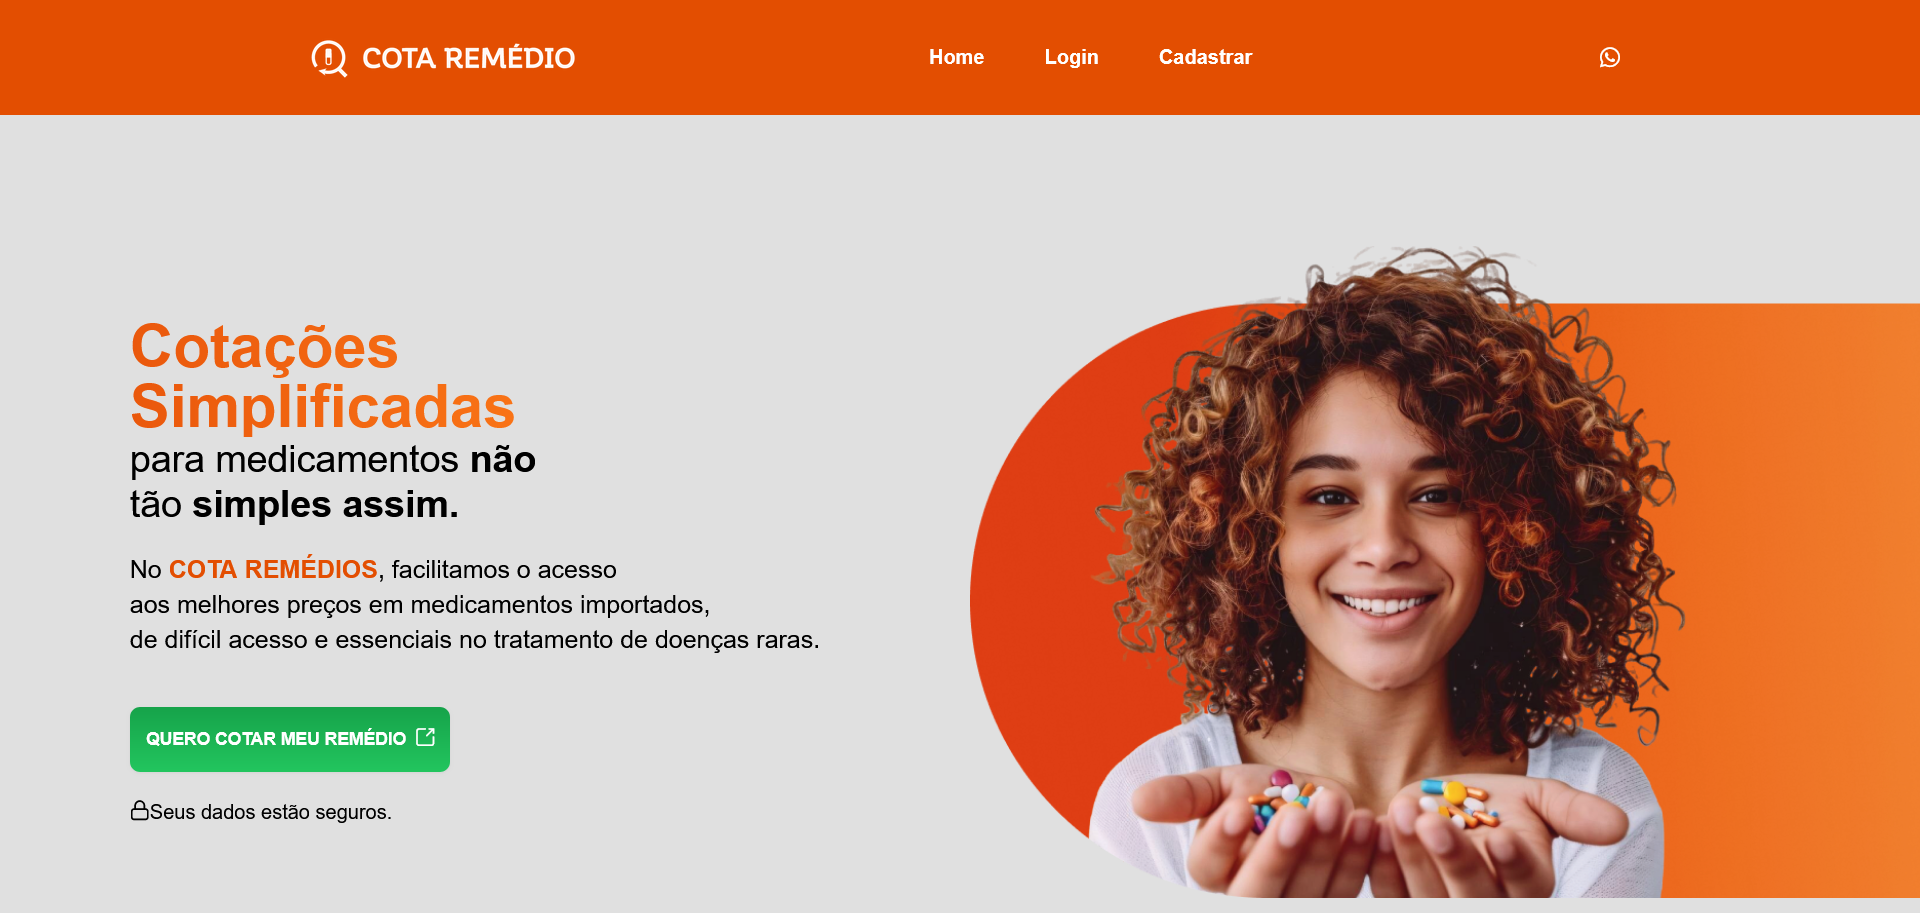 COTA REMÉDIO
Home
Login
Cadastrar
Cotações
Simplificadas
para medicamentos não
tão simples assim.
No COTA REMÉDIOS, facilitamos o acesso
aos melhores preços em medicamentos importados,
de difícil acesso e essenciais no tratamento de doenças raras.
QUERO COTAR MEU REMÉDIO
Seus dados estão seguros.